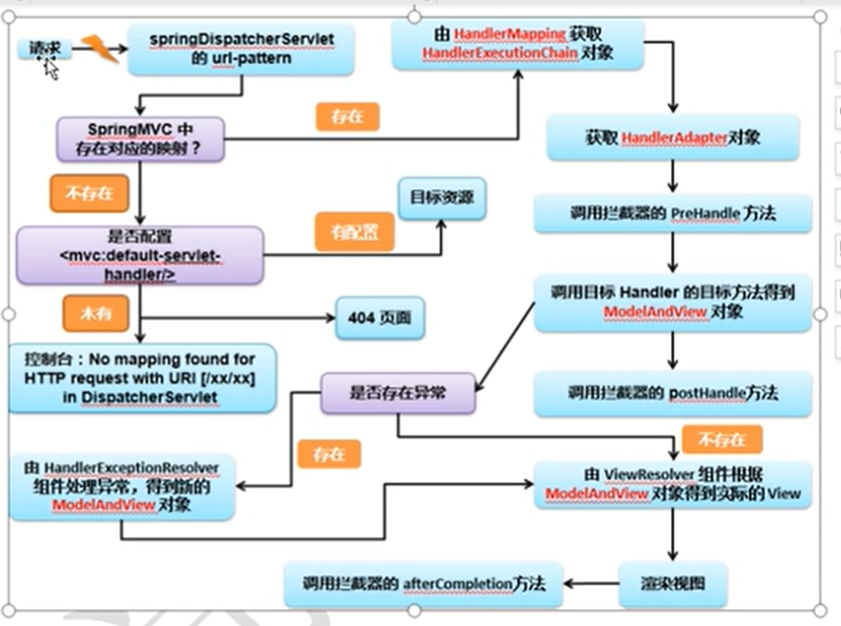 请求
springDispatcherServlet
的 url-pattern
由 HandlerMapping 获取
HandlerExecutionChain 对象
SpringMVC 中
存在对应的映射？
存在
获取 HandlerAdapter对象
不存在
目标资源
调用拦截器的 PreHandle 方法
是否配置
<mvc:default-servlet-
handler/>
有配置
调用目标 Handler 的目标方法得到
ModelAndView 对象
木有
404 页面
控制台：No mapping found for
HTTP request with URI [/xx/xx]
in DispatcherServlet
是否存在异常
调用拦截器的 postHandle方法
存在
不存在
由 HandlerExceptionResolver
组件处理异常，得到新的
ModelAndView 对象
由 ViewResolver 组件根据
ModelAndView 对象得到实际的 View
调用拦截器的 afterCompletion方法
渲染视图